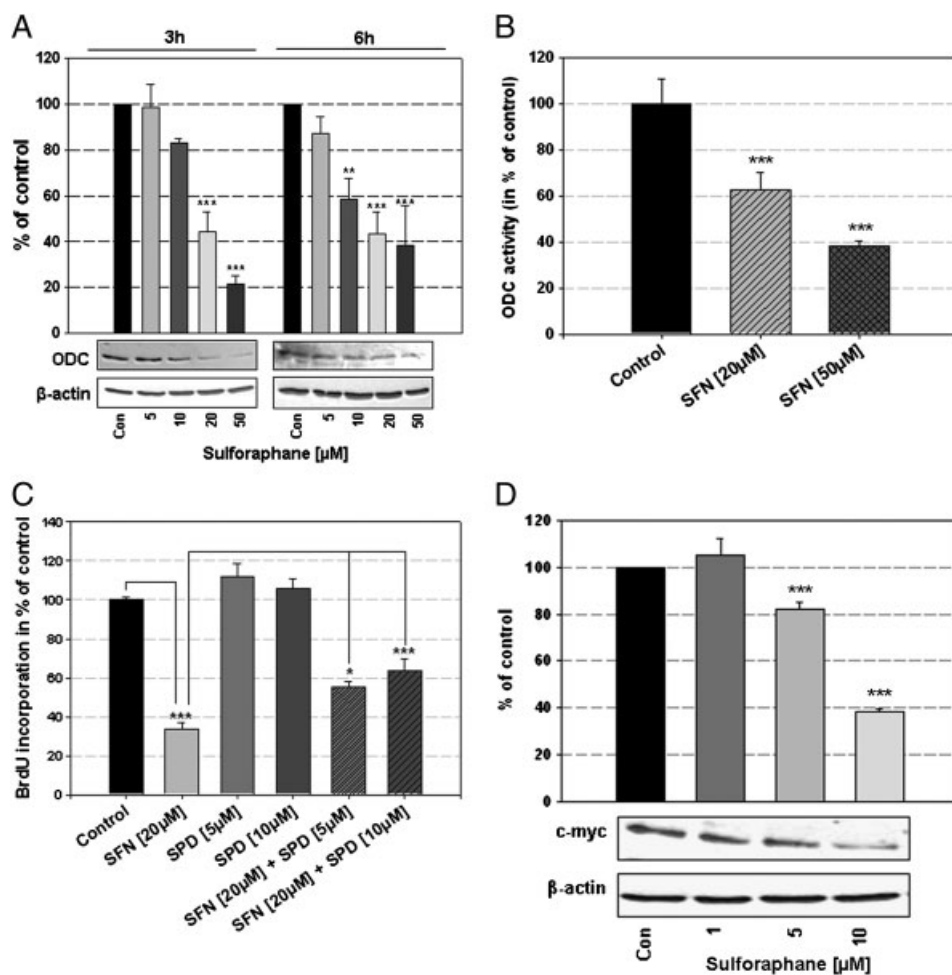 A
3h 6h
% of control
120
100
80
60
40
20
0
***
***
**
***
***
ODC
β-actin
Con 5 10 20 50 Con 5 10 20 50
Sulforaphane [µM]
B
ODC activity (in % of control)
120
100
80
60
40
20
0
***
***
Control
SFN [20µM]
SFN [50µM]
C
BrdU incorporation in % of control
140
120
100
80
60
40
20
0
***
*
***
Control
SFN [20µM]
SPD [5µM]
SPD [10µM]
SFN [20µM] + SPD [5µM]
SFN [20µM] + SPD [10µM]
D
% of control
120
100
80
60
40
20
0
***
***
c-myc
β-actin
Con 1 5 10
Sulforaphane [µM]